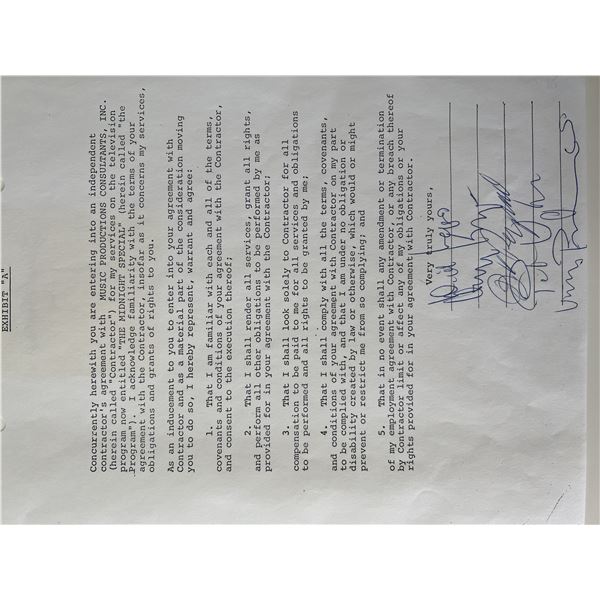 EXHIBIT "A"
Concurrently herewith you are entering into an independent
contractor's agreement with MUSIC PRODUCTIONS CONSULTANTS, INC.
(herein called "Contractor") for my services on the television
program now entitled "THE MIDNIGHT SPECIAL" (herein called "the
Program"). I acknowledge familiarity with the terms of your
agreement with the Contractor, insofar as it concerns my services,
obligations and grants of rights to you.
As an inducement to you to enter into your agreement with
Contractor and as a material part of the consideration moving
you to do so, I hereby represent, warrant and agree:
1. That I am familiar with each and all of the terms,
covenants and conditions of your agreement with the Contractor,
and consent to the execution thereof;
2. That I shall render all services, grant all rights,
and perform all other obligations to be performed by me as
provided for in your agreement with the Contractor;
3. That I shall look solely to Contractor for all
compensation to be paid to me for all services and obligations
to be performed and all rights to be granted by me;
4. That I shall comply with all the terms, covenants,
and conditions of your agreement with Contractor on my part
to be complied with, and that I am under no obligation or
disability created by law or otherwise, which would or might
prevent or restrict me from so complying; and
5. That in no event shall any amendment or termination
of my employment agreement with Contractor, or any breach thereof
by Contractor limit or affect any of my obligations or your
rights provided for in your agreement with Contractor.
Very truly yours,